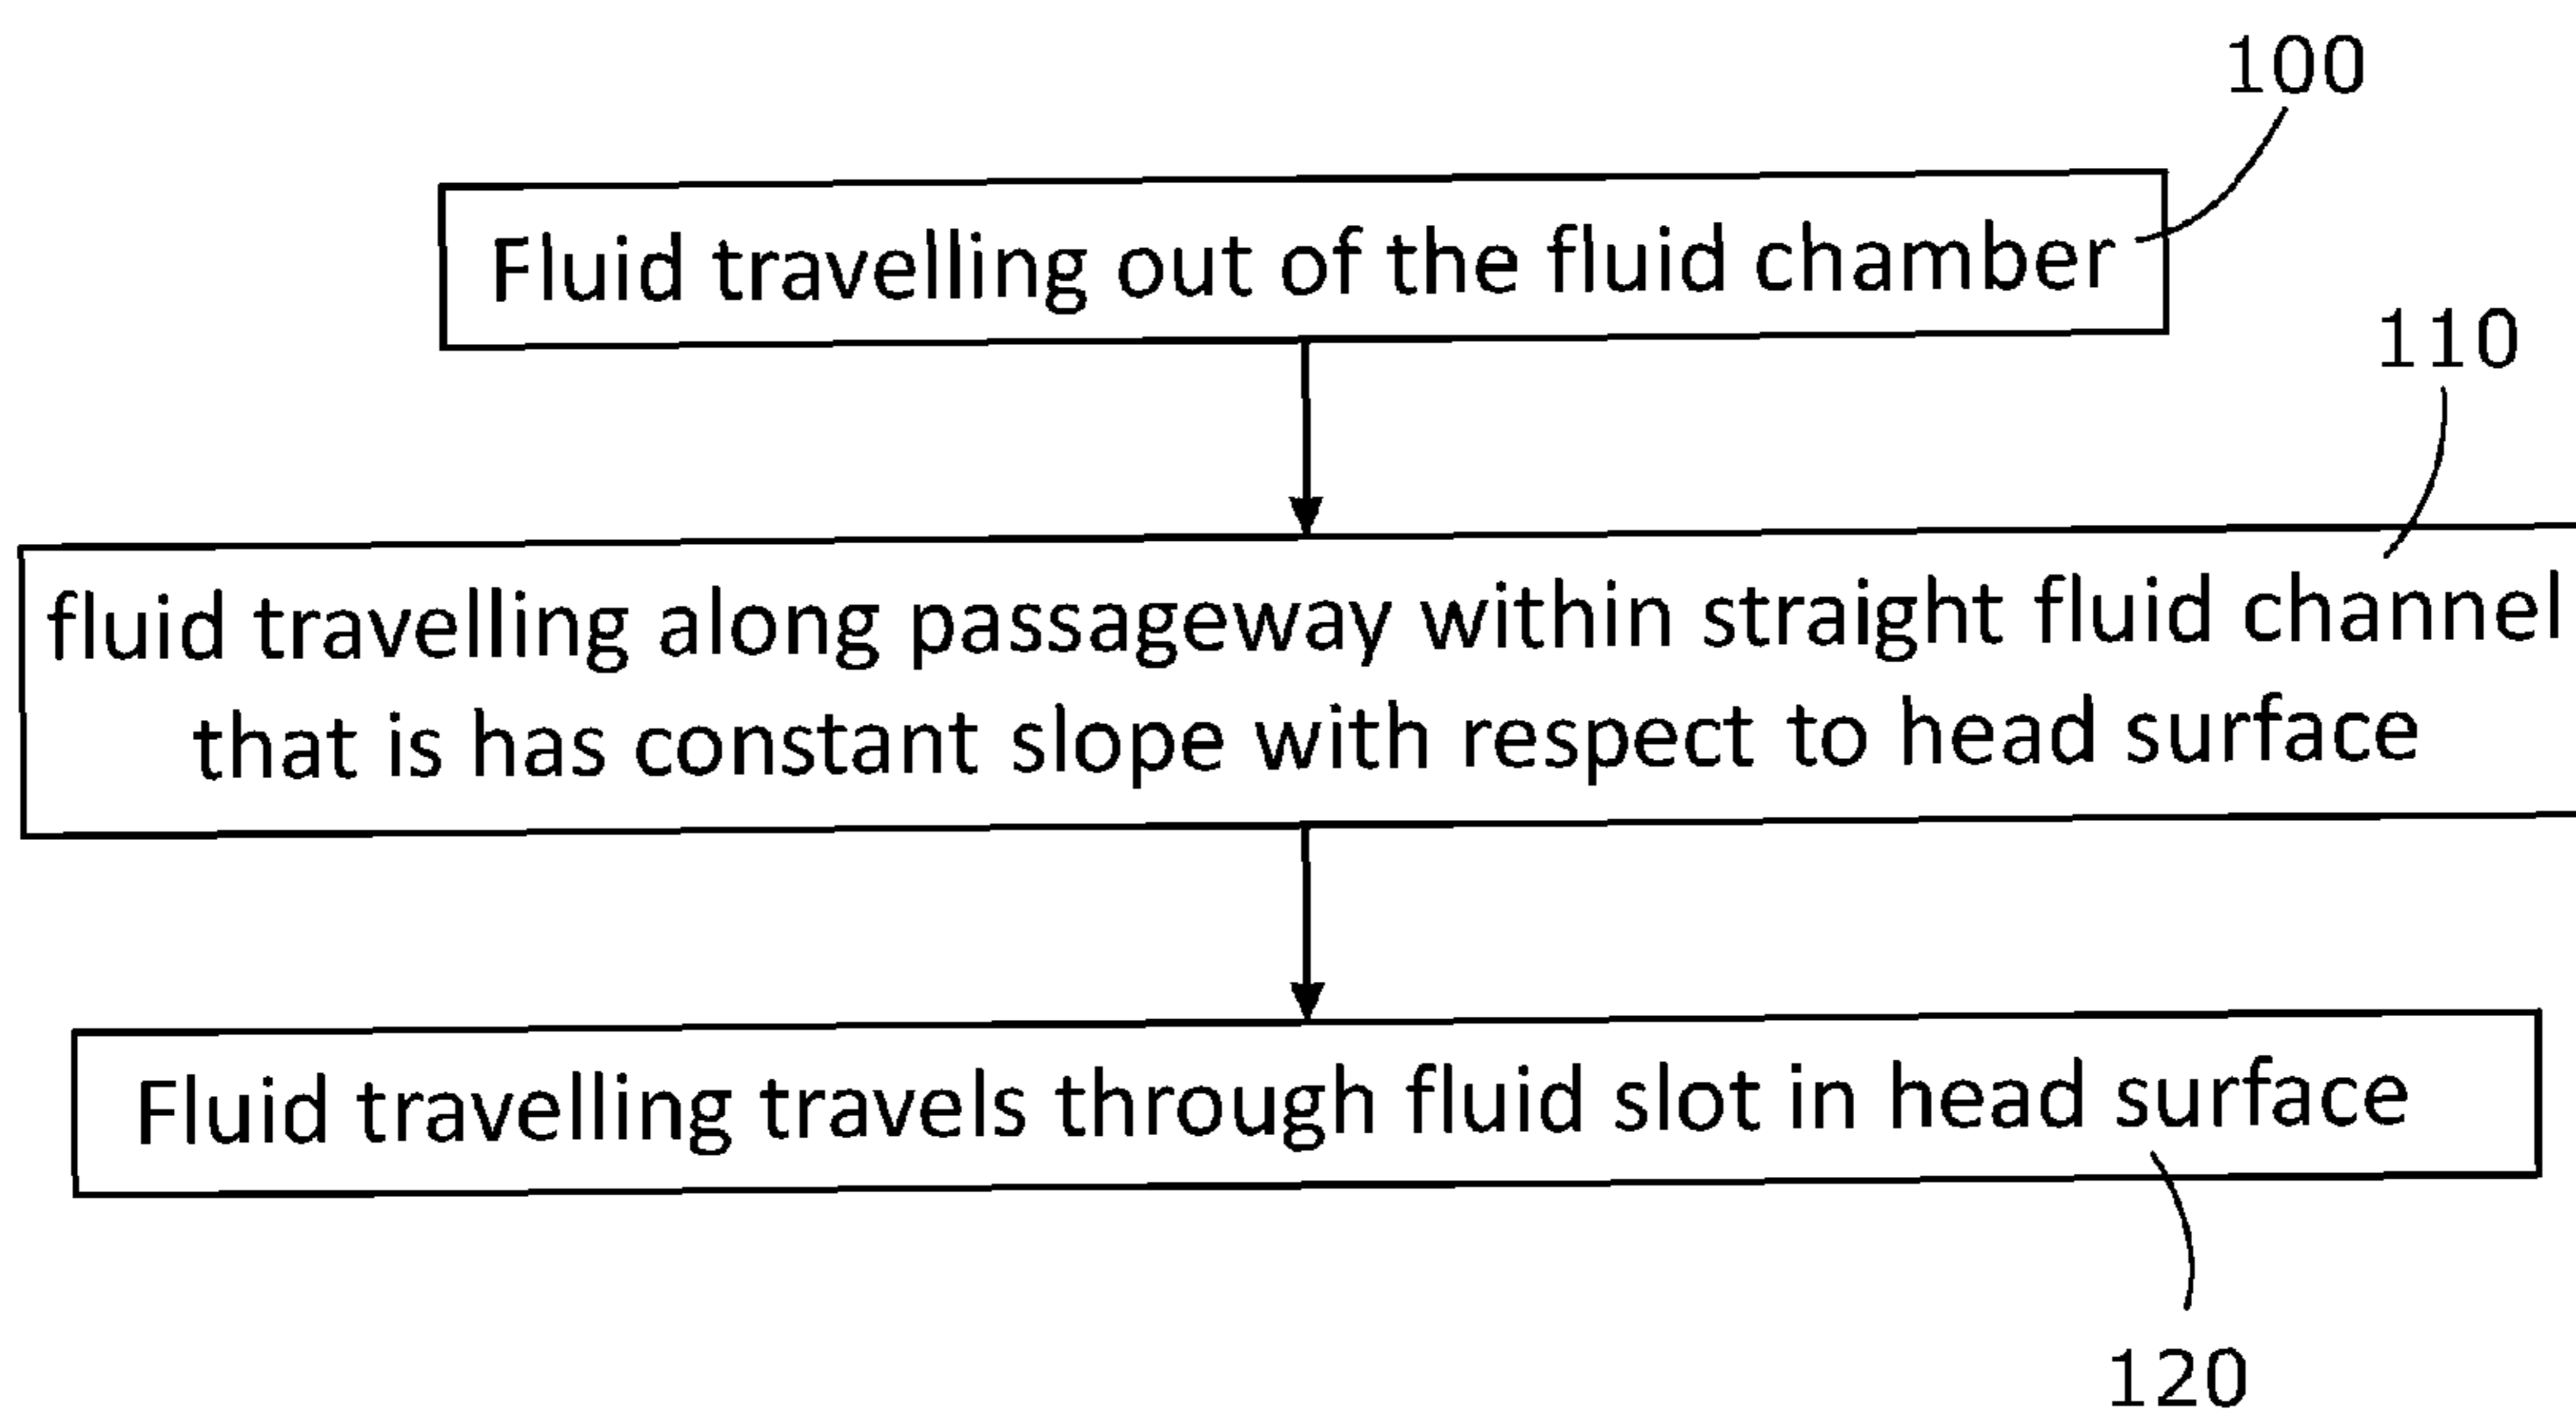 100
Fluid travelling out of the fluid chamber
110
fluid travelling along passageway within straight fluid channel
that is has constant slope with respect to head surface
Fluid travelling travels through fluid slot in head surface
120